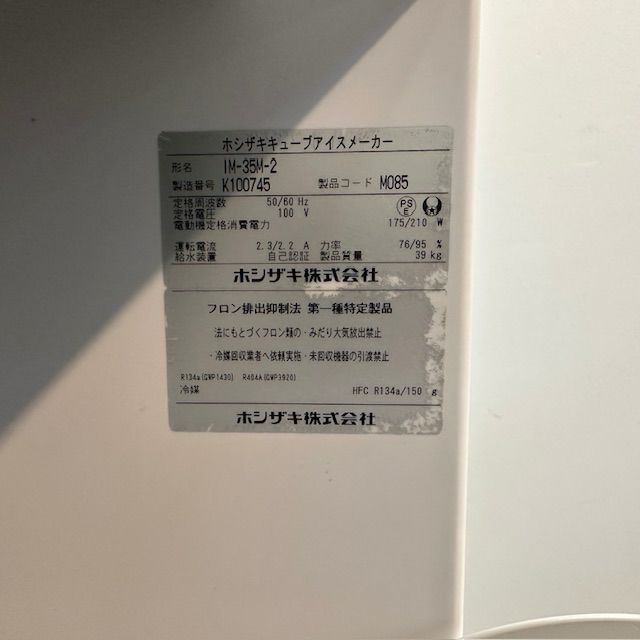 ホシザキキューブアイスメーカー
形名 IM-35M-2
製造番号 K100745 製品コード M085
定格周波数 50/60 Hz
定格電圧 100 V
PS E
電動機定格消費電力 175/210 W
運転電流 2.3/2.2 A 力率 76/95 %
給水装置 自己認証 製品質量 39 kg
ホシザキ株式会社
フロン排出抑制法 第一種特定製品
法にもとづくフロン類の・みだり大気放出禁止
・冷媒回収業者へ依頼実施・未回収機器の引渡禁止
R134a(GWP1430) R404A(GWP3920)
冷媒 HFC R134a/150 g
ホシザキ株式会社